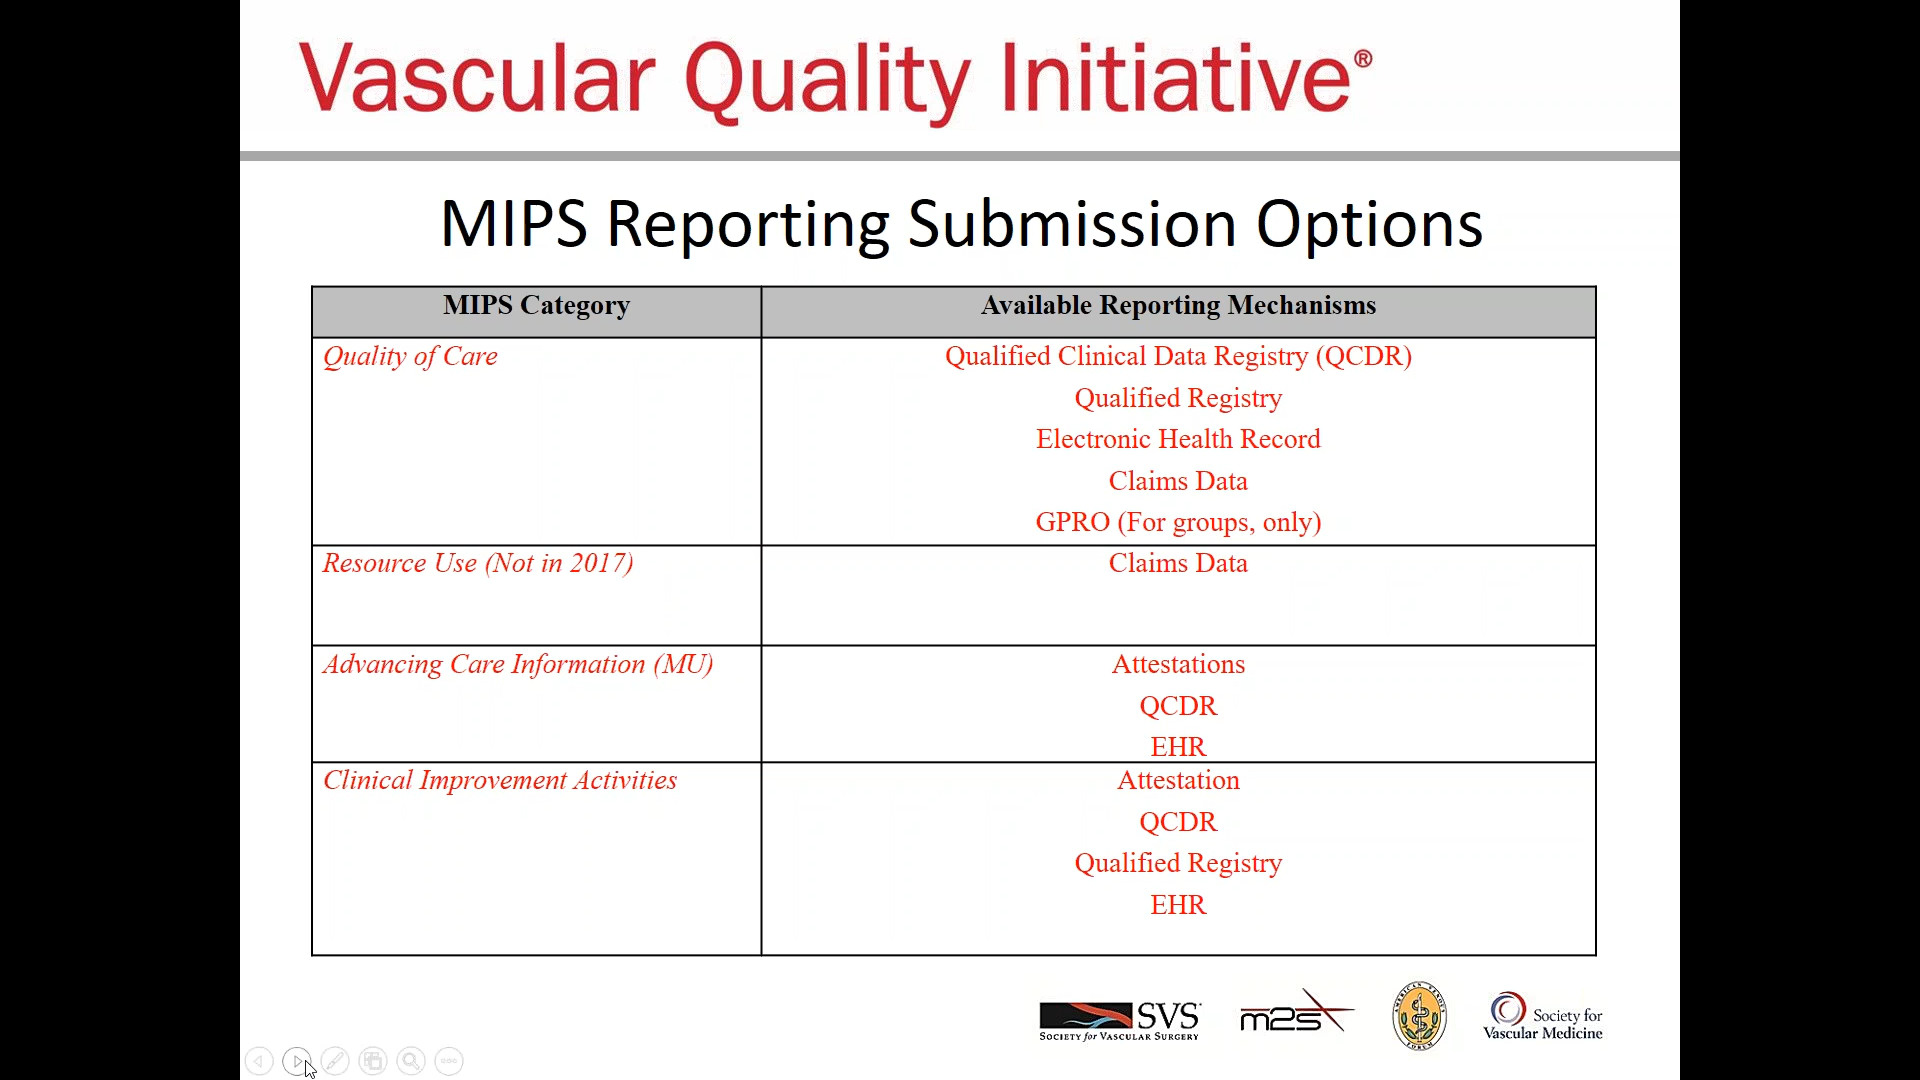 Vascular Quality Initiative®
MIPS Reporting Submission Options
MIPS Category
Available Reporting Mechanisms
Quality of Care
Qualified Clinical Data Registry (QCDR)
Qualified Registry
Electronic Health Record
Claims Data
GPRO (For groups, only)
Resource Use (Not in 2017)
Claims Data
Advancing Care Information (MU)
Attestations
QCDR
EHR
Clinical Improvement Activities
Attestation
QCDR
Qualified Registry
EHR
SVS
SOCIETY for VASCULAR SURGERY
m2s
AMERICAN VENOUS
FORUM
Society for
Vascular Medicine